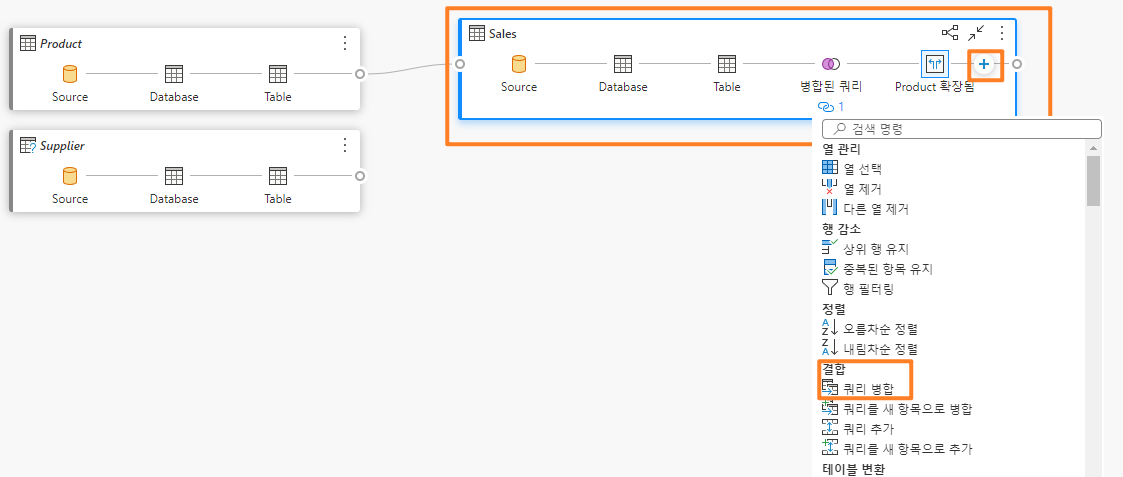 Product
Source
Database
Table
Supplier
Source
Database
Table
Sales
Source
Database
Table
병합된 쿼리
Product 확장됨
1
검색 명령
열 관리
열 선택
열 제거
다른 열 제거
행 감소
상위 행 유지
중복된 항목 유지
행 필터링
정렬
오름차순 정렬
내림차순 정렬
결합
쿼리 병합
쿼리를 새 항목으로 병합
쿼리 추가
쿼리를 새 항목으로 추가
테이블 변환